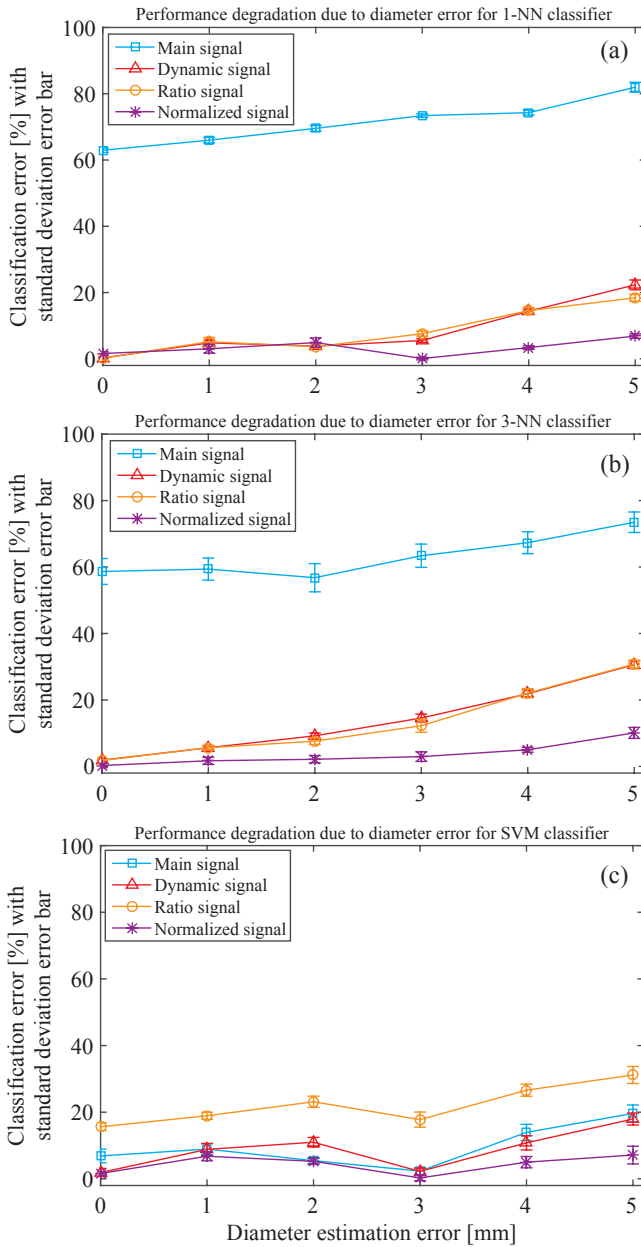 Performance degradation due to diameter error for 1-NN classifier
100
80
60
40
20
0
Classification error [%] with
standard deviation error bar
Main signal
Dynamic signal
Ratio signal
Normalized signal
(a)
0 1 2 3 4 5
Performance degradation due to diameter error for 3-NN classifier
100
80
60
40
20
0
Classification error [%] with
standard deviation error bar
Main signal
Dynamic signal
Ratio signal
Normalized signal
(b)
0 1 2 3 4 5
Performance degradation due to diameter error for SVM classifier
100
80
60
40
20
0
Classification error [%] with
standard deviation error bar
Main signal
Dynamic signal
Ratio signal
Normalized signal
(c)
0 1 2 3 4 5
Diameter estimation error [mm]